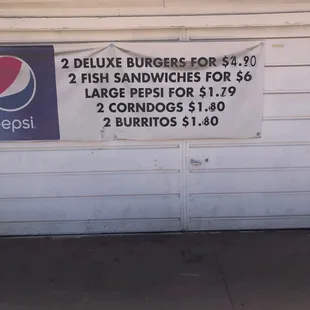 2 DELUXE BURGERS FOR $4.90
2 FISH SANDWICHES FOR $6
LARGE PEPSI FOR $1.79
2 CORNDOGS $1.80
2 BURRITOS $1.80
pepsi